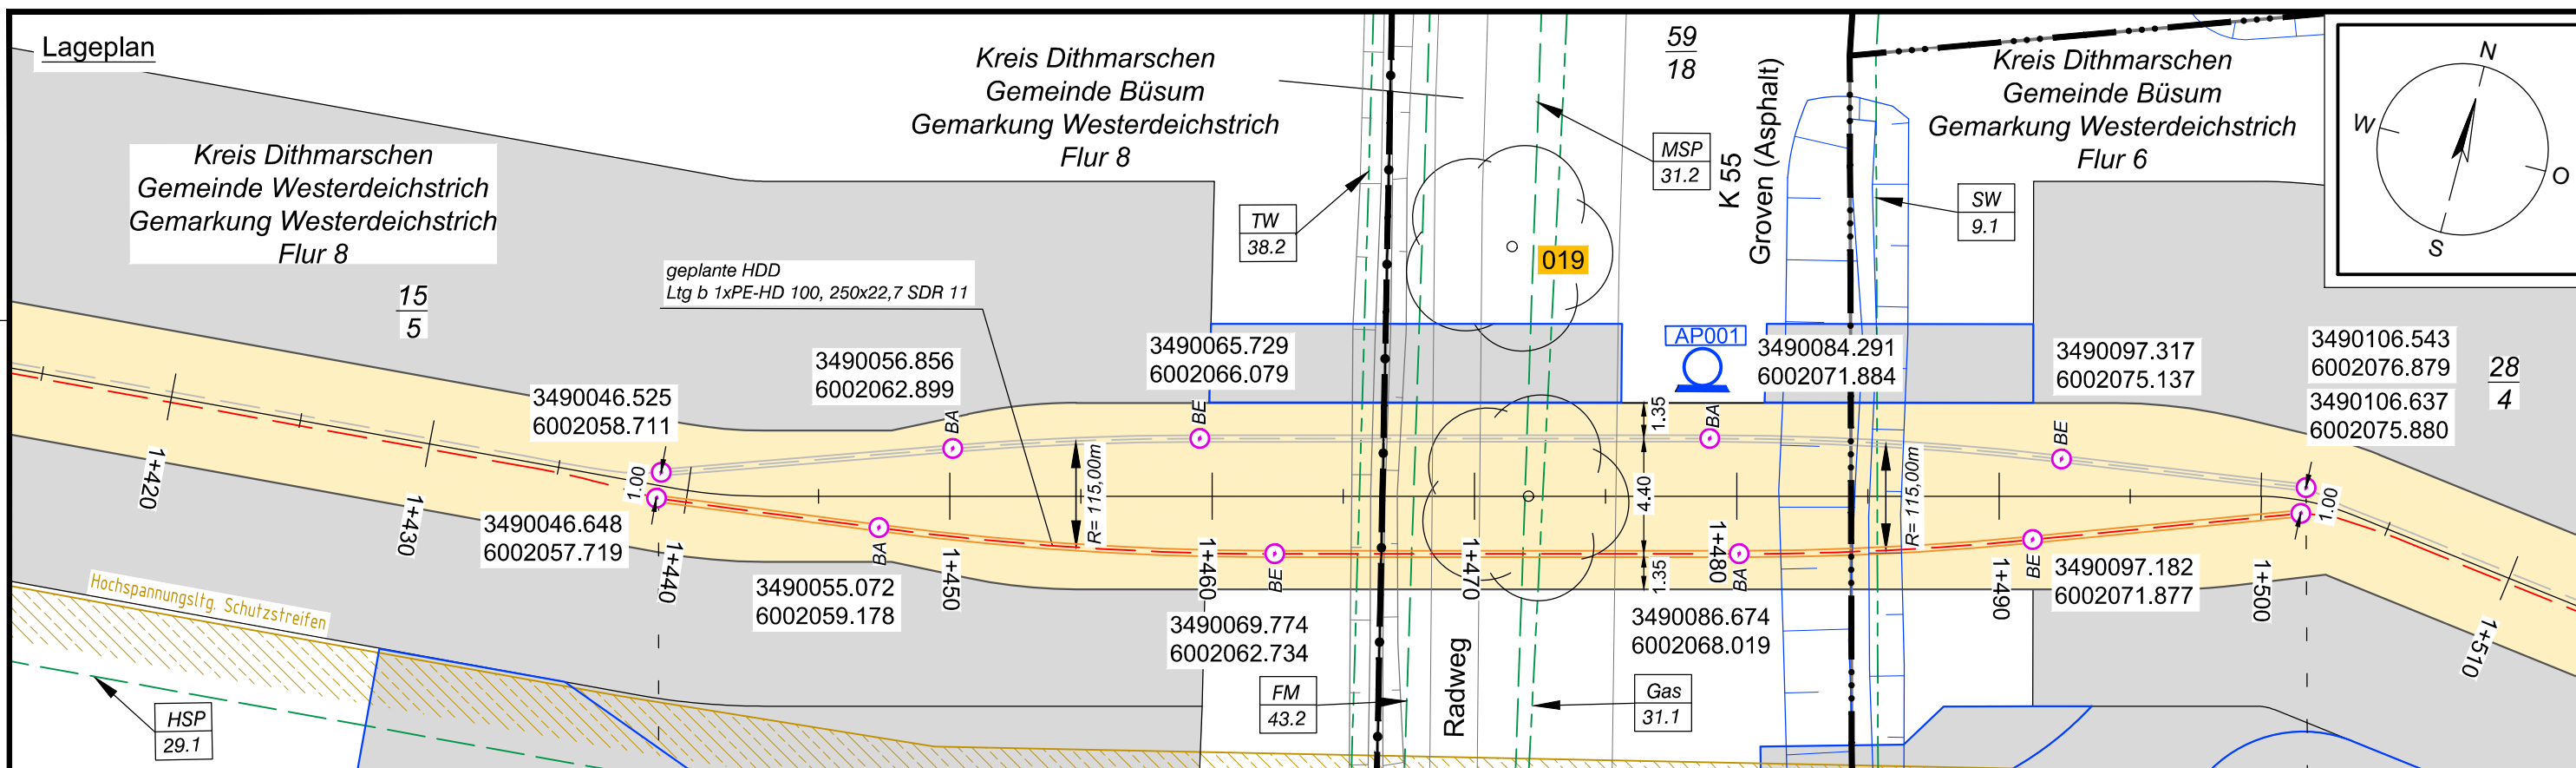 Lageplan
Kreis Dithmarschen
Gemeinde Westerdeichstrich
Gemarkung Westerdeichstrich
Flur 8
15
5
Kreis Dithmarschen
Gemeinde Büsum
Gemarkung Westerdeichstrich
Flur 8
59
18
Kreis Dithmarschen
Gemeinde Büsum
Gemarkung Westerdeichstrich
Flur 6
N
W
O
S
MSP
31.2
K 55
Groven (Asphalt)
SW
9.1
TW
38.2
019
geplante HDD
Ltg b 1xPE-HD 100, 250x22,7 SDR 11
AP001
3490046.525
6002058.711
3490056.856
6002062.899
3490065.729
6002066.079
3490084.291
6002071.884
3490097.317
6002075.137
3490106.543
6002076.879
3490106.637
6002075.880
28
4
BA
BE
BA
BE
1.35
4.40
1.35
R= 115,00m
R= 115,00m
1.00
1.00
1+420
1+430
1+440
1+450
1+460
1+470
1+480
1+490
1+500
1+510
BA
BE
BA
BE
3490046.648
6002057.719
3490055.072
6002059.178
3490069.774
6002062.734
3490086.674
6002068.019
3490097.182
6002071.877
Hochspannungsltg. Schutzstreifen
HSP
29.1
FM
43.2
Radweg
Gas
31.1